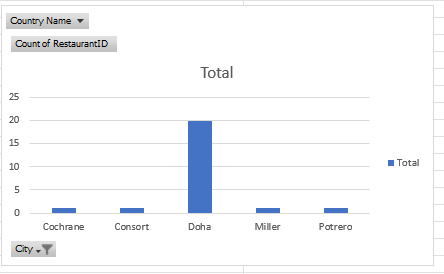 Country Name
Count of RestaurantID
Total
25
20
15
10
5
0
Total
Cochrane Consort Doha Miller Potrero
City